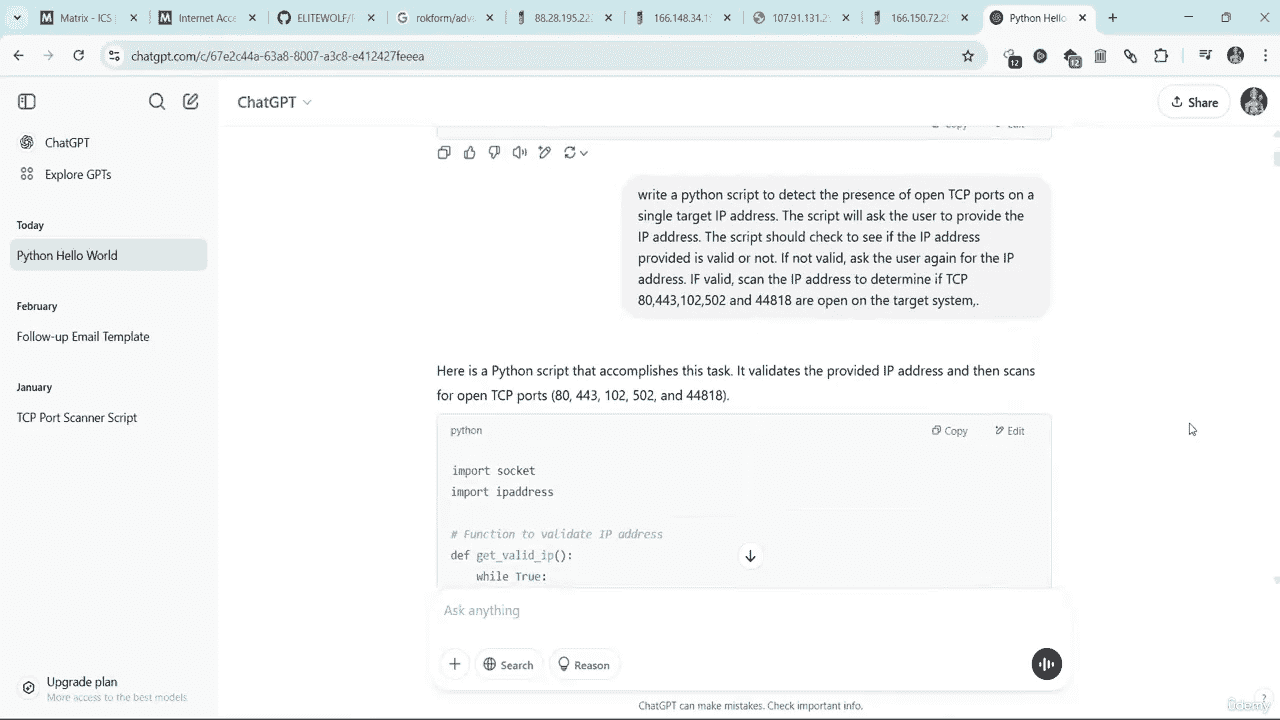 Matrix - ICS
Internet Acce
ELITEWOLF/
rokform/adv
88.28.195.2
166.148.34.1
107.91.131.2
166.150.72.20
Python Hello
chatgpt.com/c/67e2c44a-63a8-8007-a3c8-e412427feeea
12
12
ChatGPT
Share
ChatGPT
Explore GPTs
Today
Python Hello World
February
Follow-up Email Template
January
TCP Port Scanner Script
Upgrade plan
More access to the best models
Copy
Edit
write a python script to detect the presence of open TCP ports on a
single target IP address. The script will ask the user to provide the
IP address. The script should check to see if the IP address
provided is valid or not. If not valid, ask the user again for the IP
address. IF valid, scan the IP address to determine if TCP
80,443,102,502 and 44818 are open on the target system,.
Here is a Python script that accomplishes this task. It validates the provided IP address and then scans
for open TCP ports (80, 443, 102, 502, and 44818).
python
Copy
Edit
import socket
import ipaddress
# Function to validate IP address
def get_valid_ip():
while True:
Ask anything
Search
Reason
ChatGPT can make mistakes. Check important info.
?
ûdemy